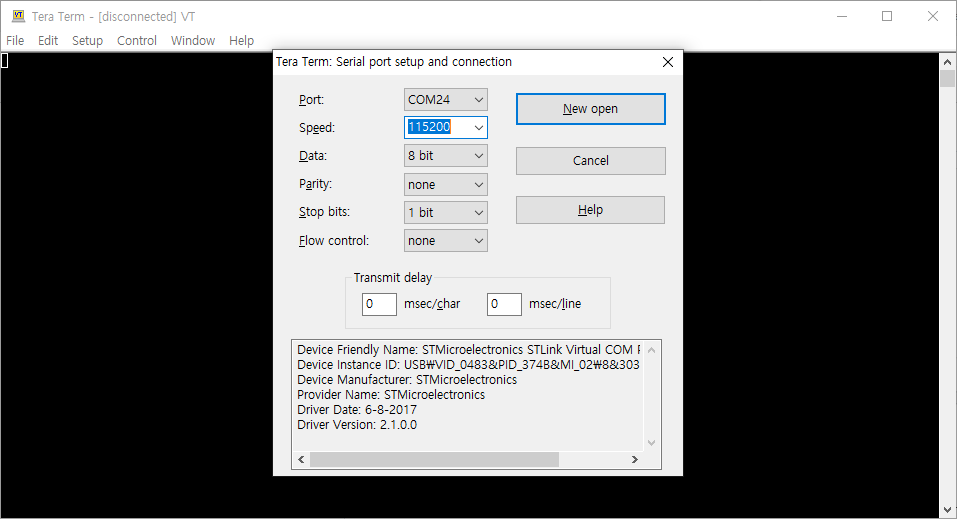 Tera Term - [disconnected] VT
File Edit Setup Control Window Help
Tera Term: Serial port setup and connection
Port: COM24 New open
Speed: 115200
Data: 8 bit Cancel
Parity: none
Stop bits: 1 bit Help
Flow control: none
Transmit delay
0 msec/char 0 msec/line
Device Friendly Name: STMicroelectronics STLink Virtual COM P
Device Instance ID: USB₩VID_0483&PID_374B&MI_02₩8&303
Device Manufacturer: STMicroelectronics
Provider Name: STMicroelectronics
Driver Date: 6-8-2017
Driver Version: 2.1.0.0